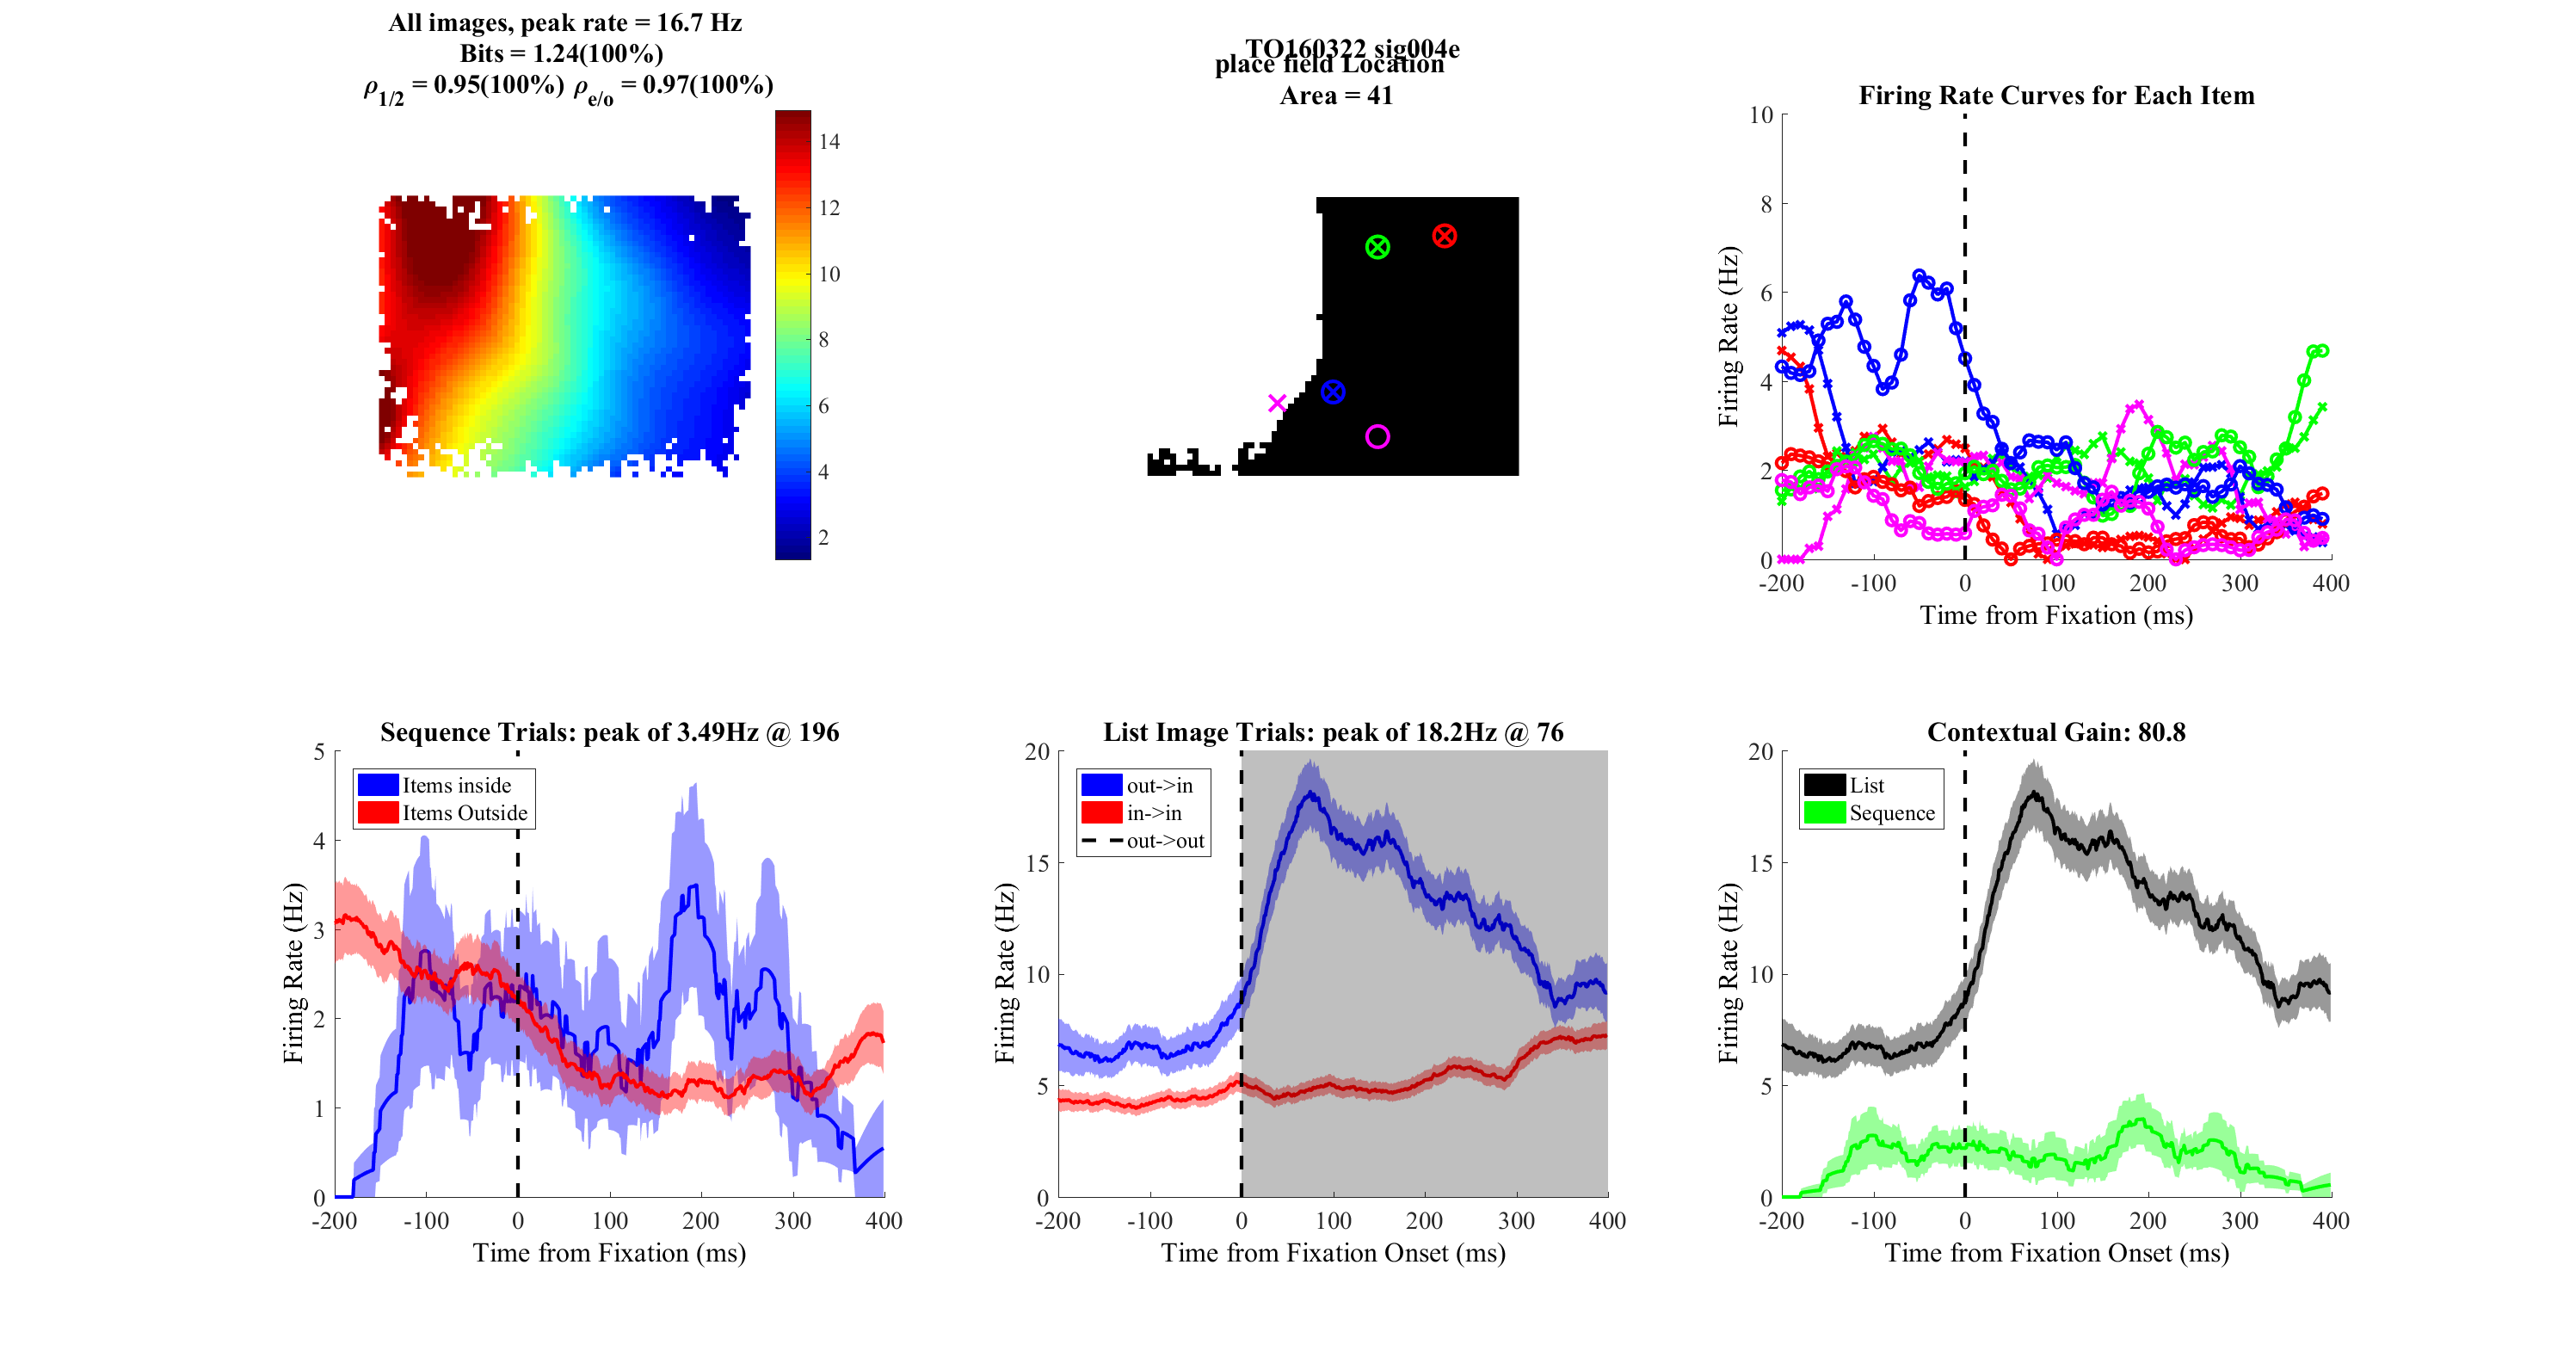 All images, peak rate = 16.7 Hz
Bits = 1.24(100%)
ρ1/2 = 0.95(100%) ρe/o = 0.97(100%)
14
12
10
8
6
4
2
TO160322 sig004e
place field Location
Area = 41
Firing Rate Curves for Each Item
10
8
6
4
2
0
Firing Rate (Hz)
-200 -100 0 100 200 300 400
Time from Fixation (ms)
Sequence Trials: peak of 3.49Hz @ 196
5
4
3
2
1
0
Firing Rate (Hz)
Items inside
Items Outside
-200 -100 0 100 200 300 400
Time from Fixation (ms)
List Image Trials: peak of 18.2Hz @ 76
20
15
10
5
0
Firing Rate (Hz)
out->in
in->in
out->out
-200 -100 0 100 200 300 400
Time from Fixation Onset (ms)
Contextual Gain: 80.8
20
15
10
5
0
Firing Rate (Hz)
List
Sequence
-200 -100 0 100 200 300 400
Time from Fixation Onset (ms)